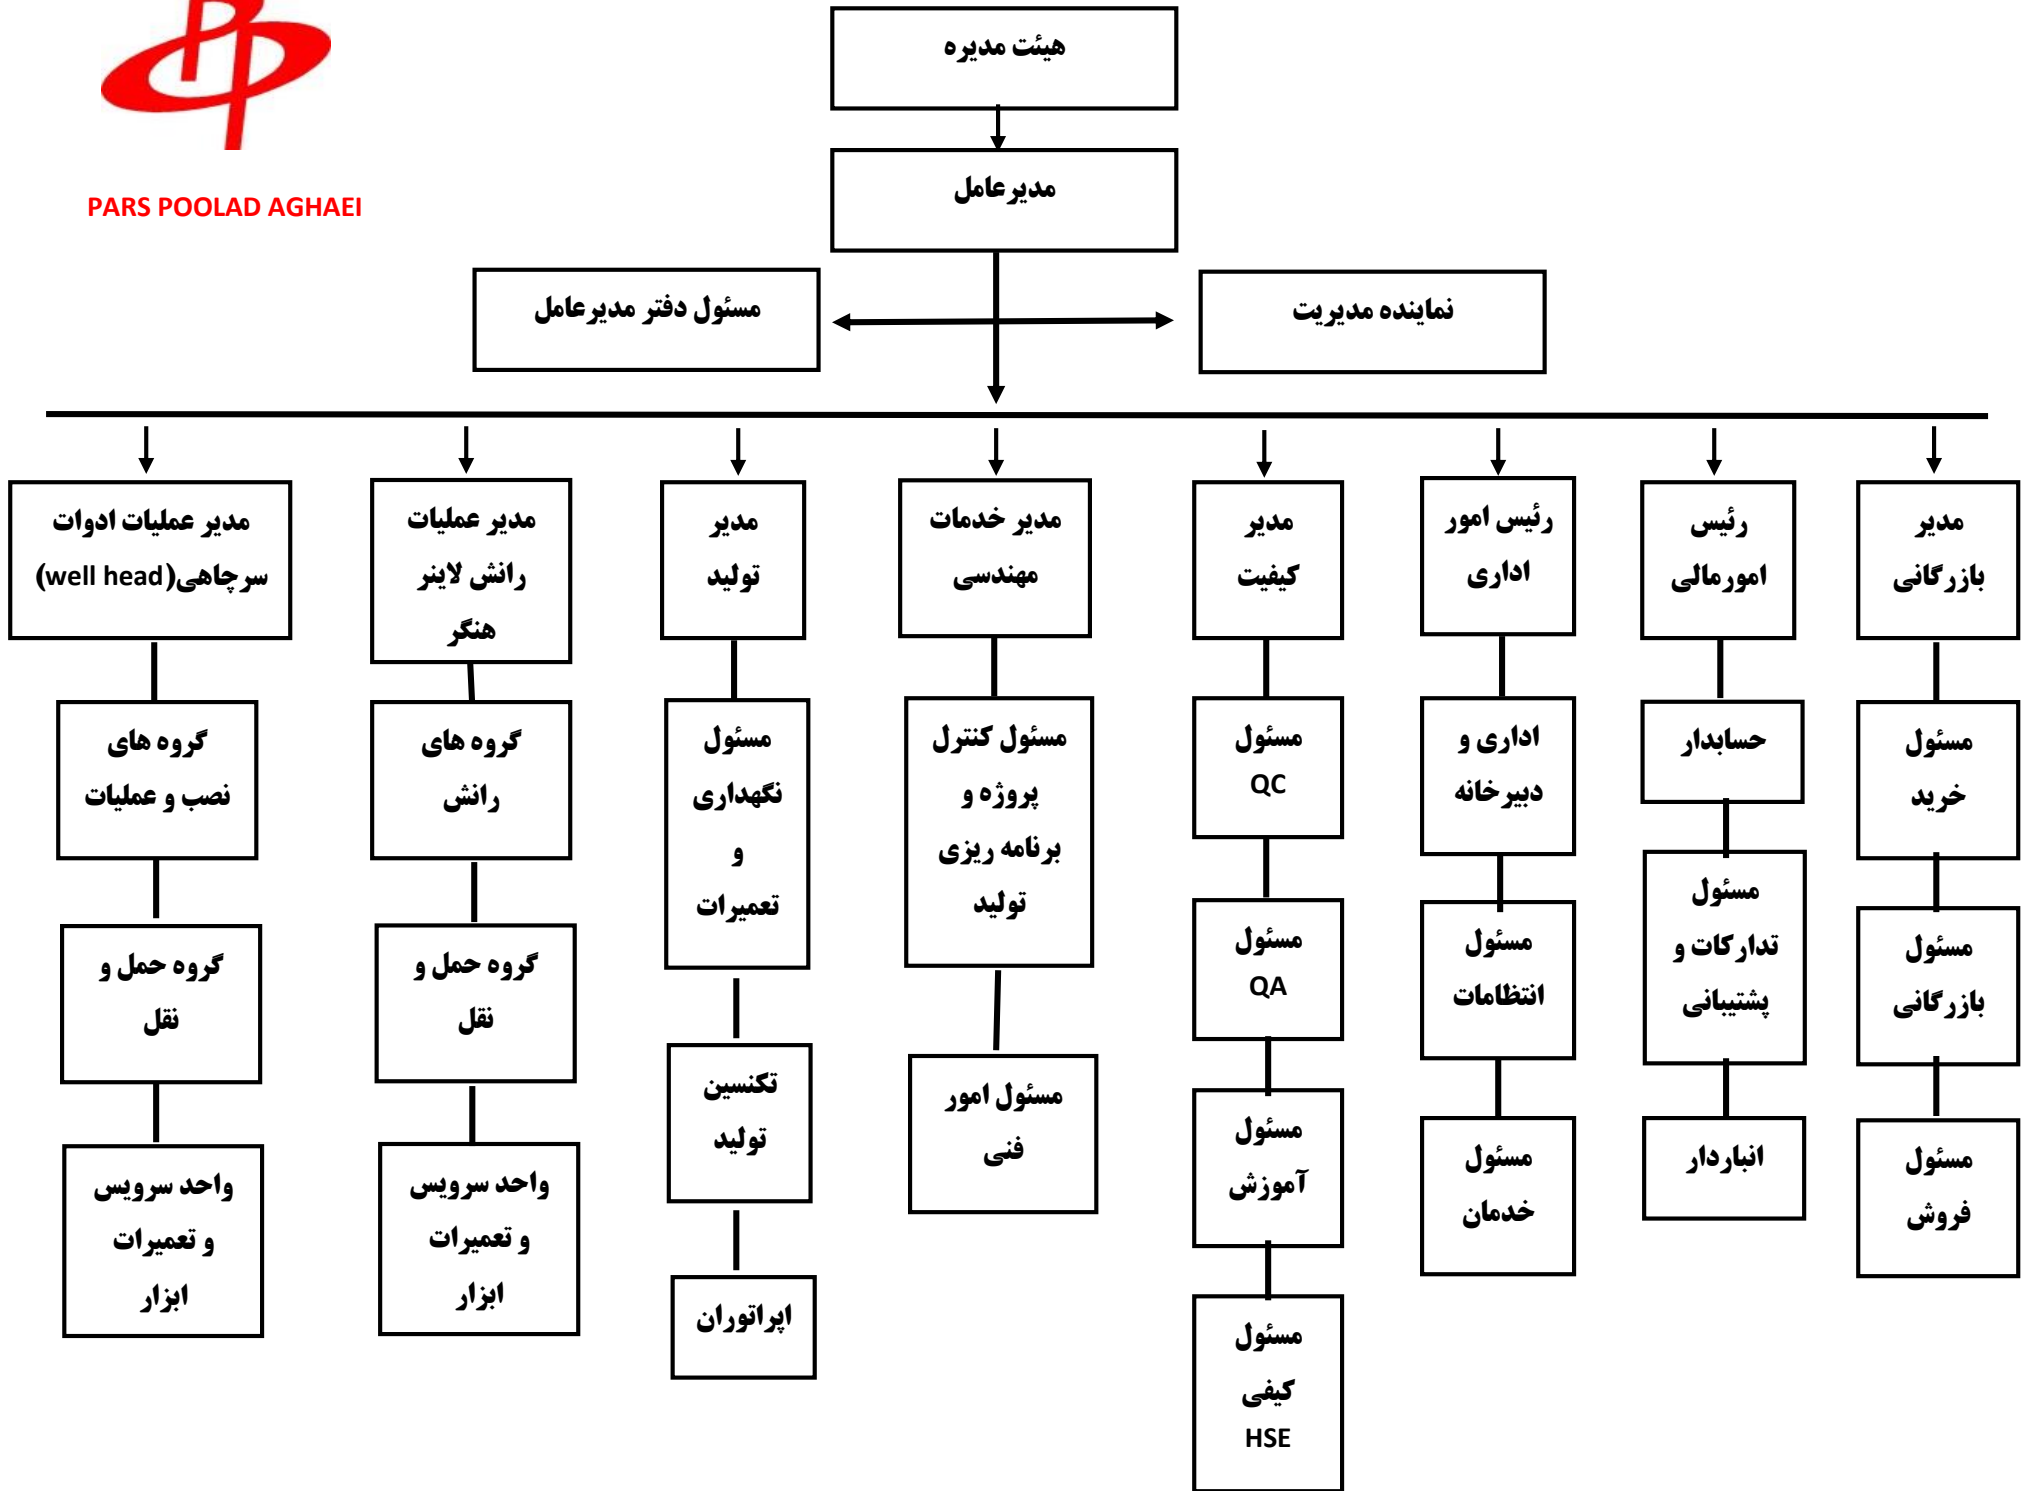 PARS POOLAD AGHAEI
هیئت مدیره
مدیرعامل
نماینده مدیریت
مسئول دفتر مدیرعامل
مدیر
بازرگانی
مسئول
خرید
مسئول
بازرگانی
مسئول
فروش
رئیس
امورمالی
حسابدار
مسئول
تدارکات و
پشتیبانی
انباردار
رئیس امور
اداری
اداری و
دبیرخانه
مسئول
انتظامات
مسئول
خدمان
مدیر
کیفیت
مسئول
QC
مسئول
QA
مسئول
آموزش
مسئول
کیفی
HSE
مدیر خدمات
مهندسی
مسئول کنترل
پروژه و
برنامه ریزی
تولید
مسئول امور
فنی
مدیر
تولید
مسئول
نگهداری
و
تعمیرات
تکنسین
تولید
اپراتوران
مدیر عملیات
رانش لاینر
هنگر
گروه های
رانش
گروه حمل و
نقل
واحد سرویس
و تعمیرات
ابزار
مدیر عملیات ادوات
سرچاهی(well head)
گروه های
نصب و عملیات
گروه حمل و
نقل
واحد سرویس
و تعمیرات
ابزار